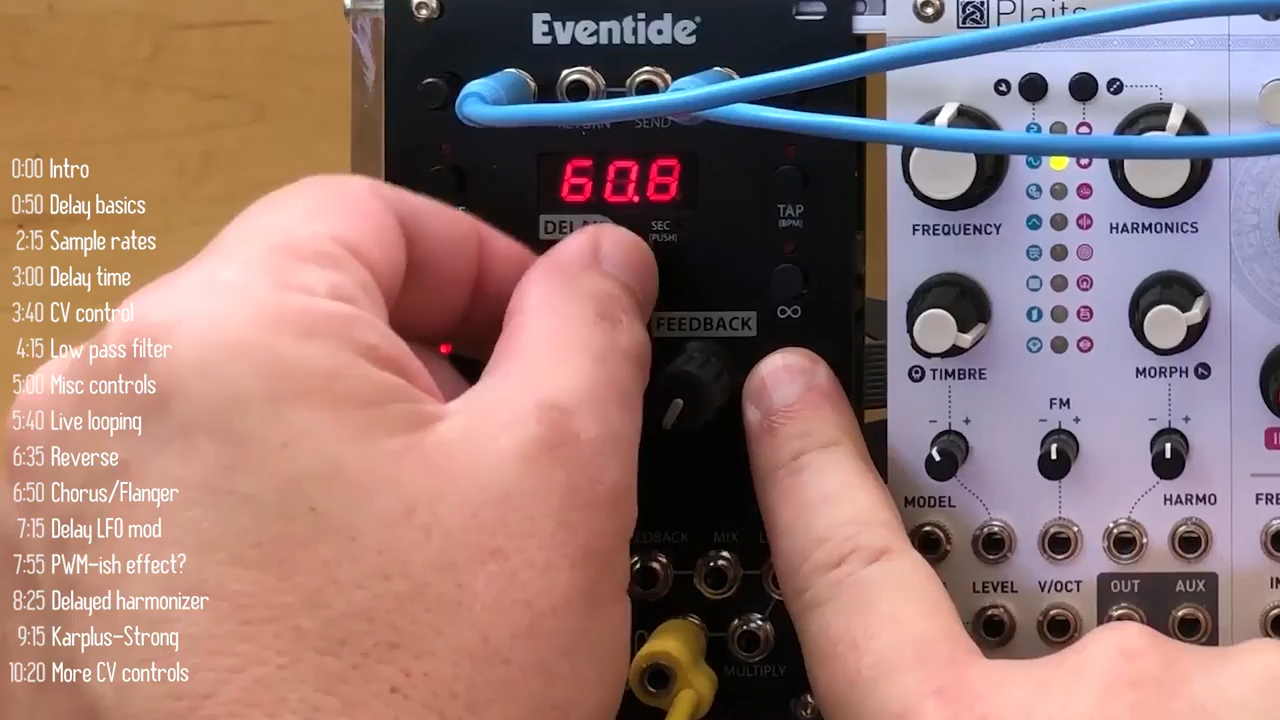 Eventide®
Plaits
RETURN
SEND
60.8
SEC
(PUSH)
TAP
(BPM)
∞
FEEDBACK
FREQUENCY
HARMONICS
TIMBRE
MORPH
FM
- +
- +
- +
MODEL
HARMO
LEVEL
V/OCT
OUT
AUX
MIX
MULTIPLY
0:00 Intro
0:50 Delay basics
2:15 Sample rates
3:00 Delay time
3:40 CV control
4:15 Low pass filter
5:00 Misc controls
5:40 Live looping
6:35 Reverse
6:50 Chorus/Flanger
7:15 Delay LFO mod
7:55 PWM-ish effect?
8:25 Delayed harmonizer
9:15 Karplus-Strong
10:20 More CV controls